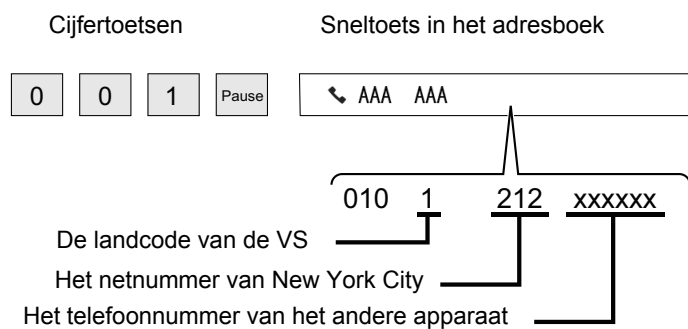 Cijfertoetsen Sneltoets in het adresboek
0 0 1 Pause AAA AAA
010 1 212 xxxxxx
De landcode van de VS
Het netnummer van New York City
Het telefoonnummer van het andere apparaat